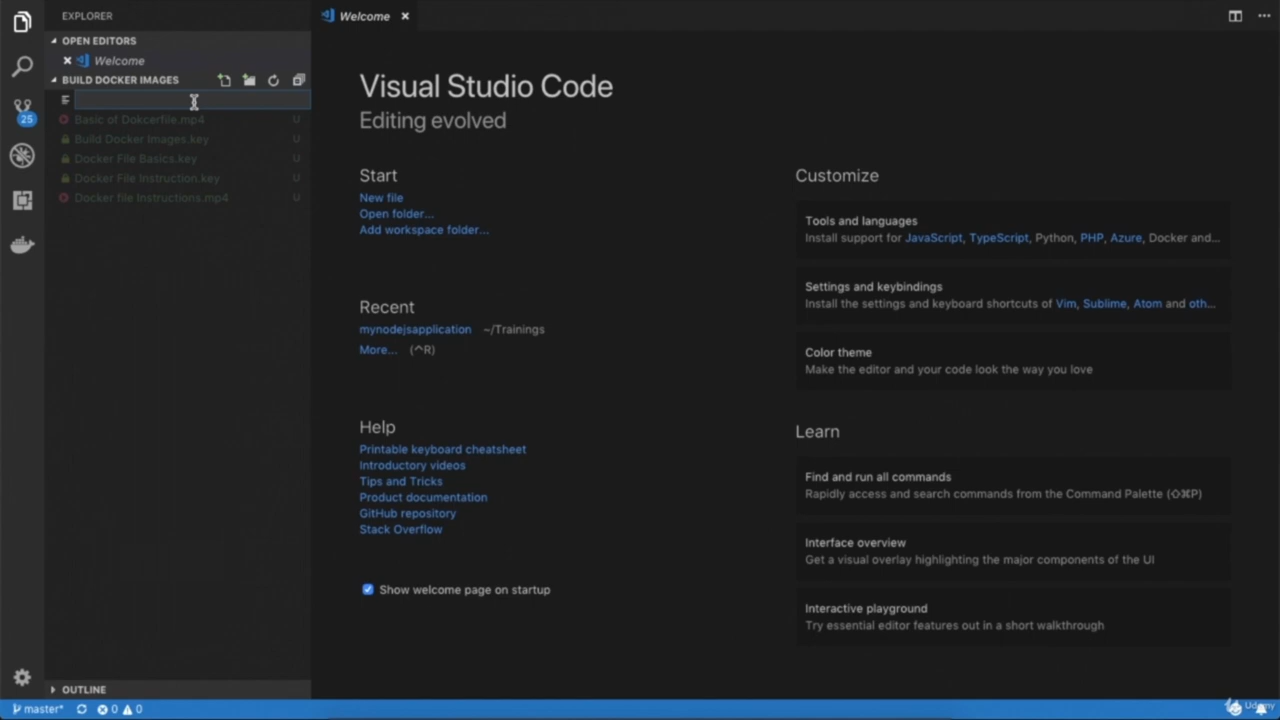 EXPLORER
Welcome
OPEN EDITORS
Welcome
BUILD DOCKER IMAGES
Basic of Dokcerfile.mp4 U
Build Docker Images.key U
Docker File Basics.key U
Docker File Instruction.key U
Docker file Instructions.mp4 U
25
OUTLINE
Visual Studio Code
Editing evolved
Start
New file
Open folder...
Add workspace folder...
Recent
mynodejsapplication ~/Trainings
More... (^R)
Help
Printable keyboard cheatsheet
Introductory videos
Tips and Tricks
Product documentation
GitHub repository
Stack Overflow
Show welcome page on startup
Customize
Tools and languages
Install support for JavaScript, TypeScript, Python, PHP, Azure, Docker and...
Settings and keybindings
Install the settings and keyboard shortcuts of Vim, Sublime, Atom and oth...
Color theme
Make the editor and your code look the way you love
Learn
Find and run all commands
Rapidly access and search commands from the Command Palette (⇧⌘P)
Interface overview
Get a visual overlay highlighting the major components of the UI
Interactive playground
Try essential editor features out in a short walkthrough
master* 0 0
Udemy